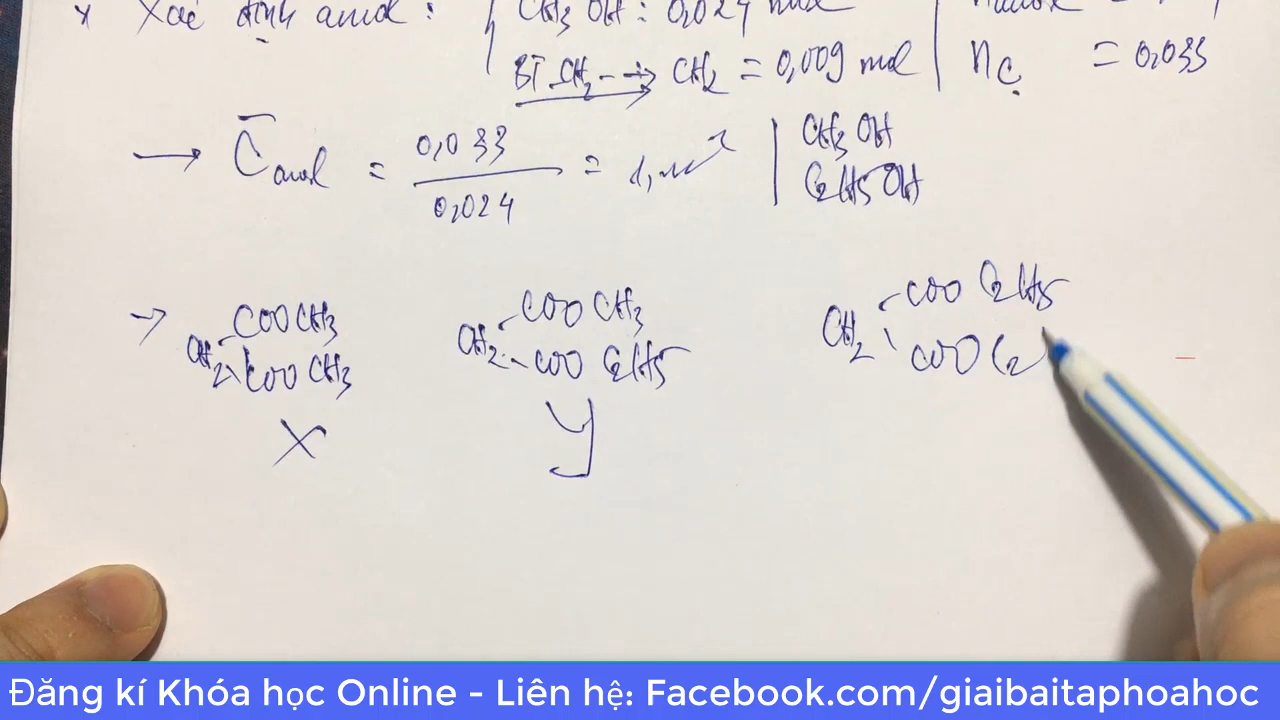 * Xác định ancol : CH3OH : 0,024 mol
BT CH2 → CH2 = 0,009 mol
nC = 0,033
→ C̅ancol = 0,033 / 0,024 = 1,
CH3OH
C2H5OH
→ CH2 COOCH3 COOCH3
X
CH2 COOCH3 COOC2H5
Y
CH2 COOC2H5 COOC2
Đăng kí Khóa học Online - Liên hệ: Facebook.com/giaibaitaphoahoc